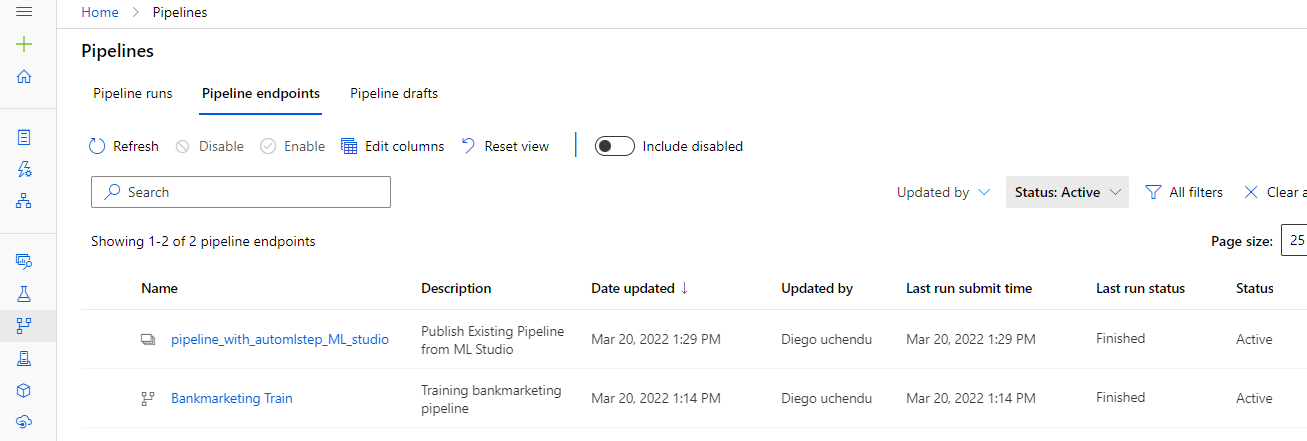 Home > Pipelines
Pipelines
Pipeline runs Pipeline endpoints Pipeline drafts
Refresh Disable Enable Edit columns Reset view Include disabled
Search Updated by Status: Active All filters Clear a
Showing 1-2 of 2 pipeline endpoints Page size: 25
Name Description Date updated ↓ Updated by Last run submit time Last run status Status
pipeline_with_automlstep_ML_studio Publish Existing Pipeline Mar 20, 2022 1:29 PM Diego uchendu Mar 20, 2022 1:29 PM Finished Active
from ML Studio
Bankmarketing Train Training bankmarketing Mar 20, 2022 1:14 PM Diego uchendu Mar 20, 2022 1:14 PM Finished Active
pipeline